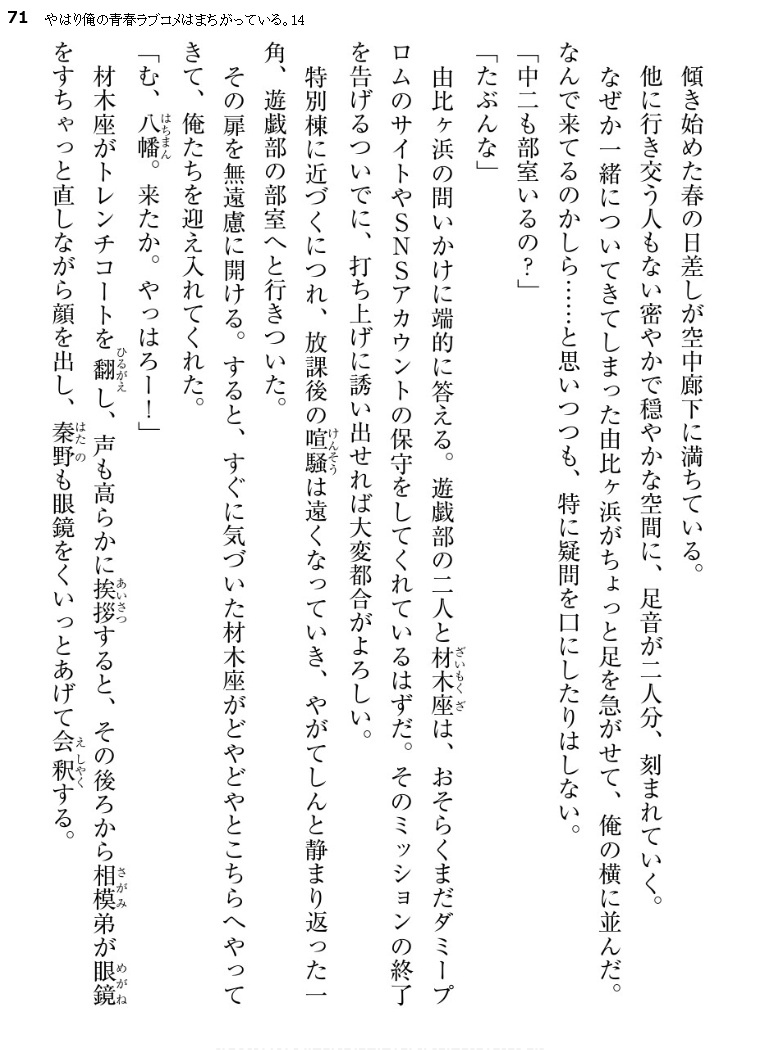 71 やはり俺の青春ラブコメはまちがっている。14
傾き始めた春の日差しが空中廊下に満ちている。
他に行き交う人もない密やかで穏やかな空間に、足音が二人分、刻まれていく。
なぜか一緒についてきてしまった由比ヶ浜がちょっと足を急がせて、俺の横に並んだ。
なんで来てるのかしら……と思いつつも、特に疑問を口にしたりはしない。
「中二も部室いるの？」
「たぶんな」
由比ヶ浜の問いかけに端的に答える。遊戯部の二人と材木座は、おそらくまだダミープ
ロムのサイトやＳＮＳアカウントの保守をしてくれているはずだ。そのミッションの終了
を告げるついでに、打ち上げに誘い出せれば大変都合がよろしい。
特別棟に近づくにつれ、放課後の喧騒は遠くなっていき、やがてしんと静まり返った一
角、遊戯部の部室へと行きついた。
その扉を無遠慮に開ける。すると、すぐに気づいた材木座がどやどやとこちらへやって
きて、俺たちを迎え入れてくれた。
「む、八幡。来たか。やっはろー！」
材木座がトレンチコートを翻し、声も高らかに挨拶すると、その後ろから相模弟が眼鏡
をすちゃっと直しながら顔を出し、秦野も眼鏡をくいっとあげて会釈する。